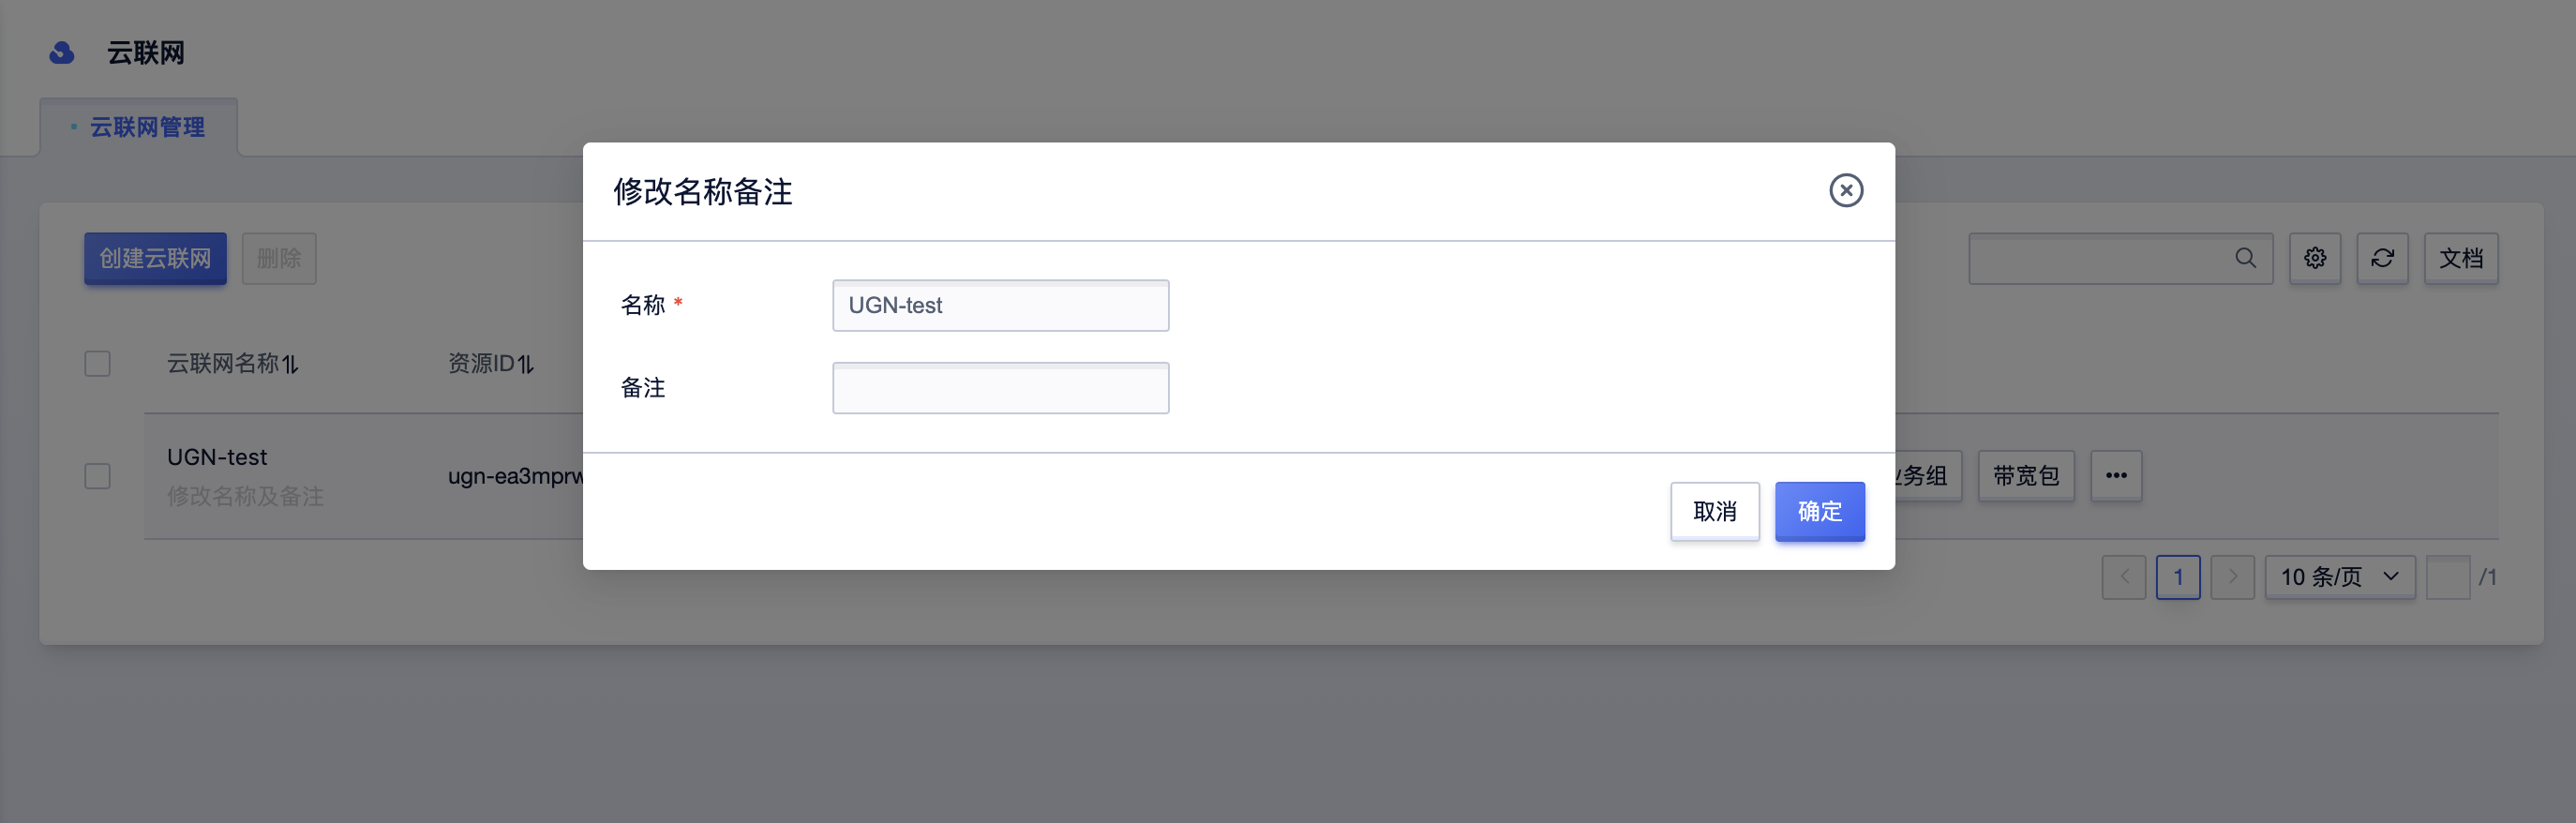 云联网
云联网管理
修改名称备注
创建云联网 删除 文档
名称 * UGN-test
云联网名称 资源ID
备注
UGN-test
修改名称及备注
ugn-ea3mprw
务组 带宽包 •••
取消 确定
1 10 条/页 /1